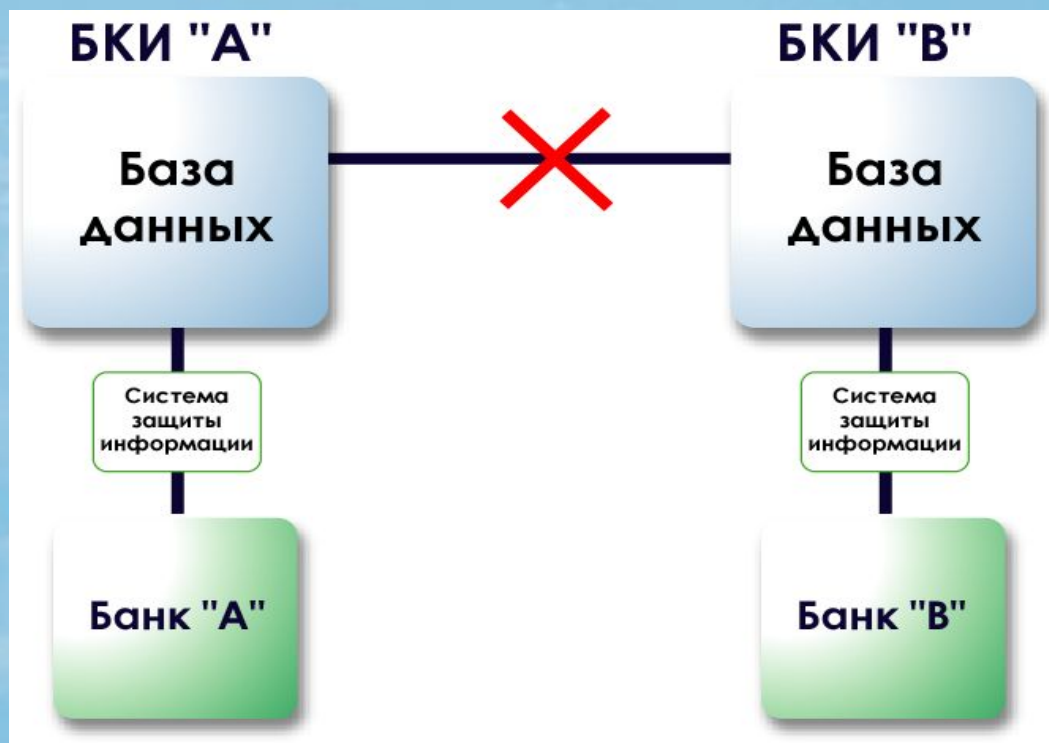 БКИ "А"
БКИ "В"
База
данных
База
данных
Система
защиты
информации
Система
защиты
информации
Банк "А"
Банк "В"